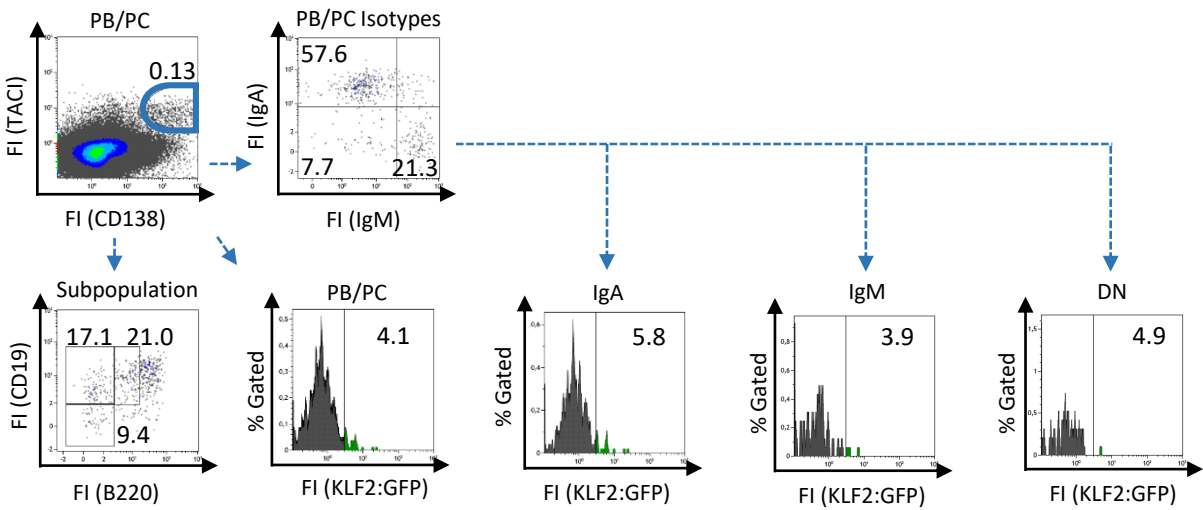 PB/PC
0.13
FI (TACI)
FI (CD138)
PB/PC Isotypes
57.6
7.7
21.3
FI (IgA)
FI (IgM)
Subpopulation
17.1
21.0
9.4
FI (CD19)
FI (B220)
PB/PC
4.1
% Gated
FI (KLF2:GFP)
IgA
5.8
% Gated
FI (KLF2:GFP)
IgM
3.9
% Gated
FI (KLF2:GFP)
DN
4.9
% Gated
FI (KLF2:GFP)